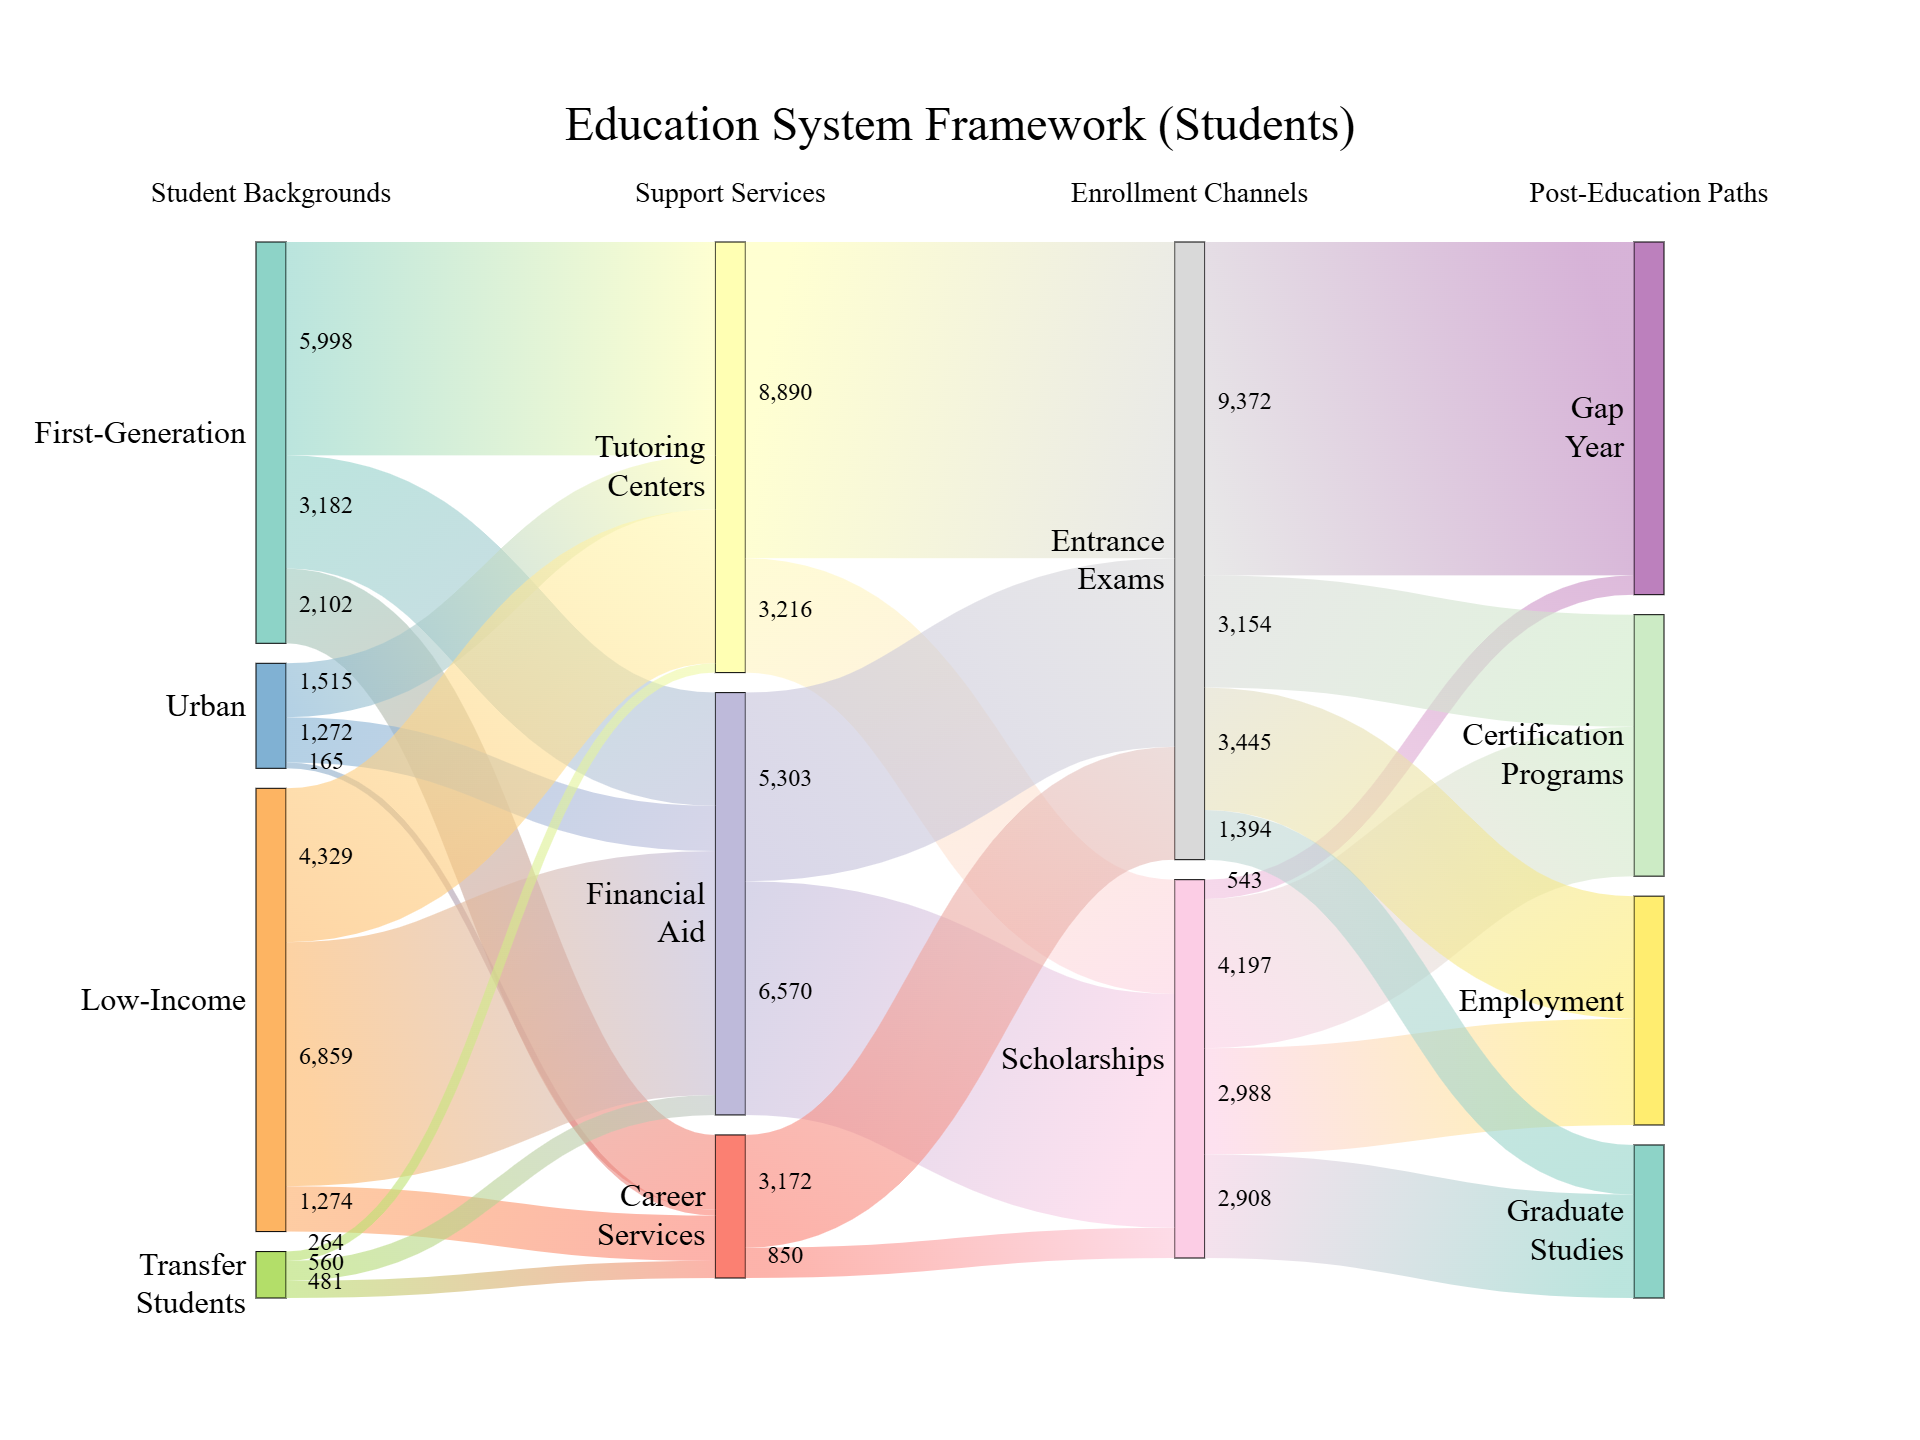 Education System Framework (Students)
Student Backgrounds
Support Services
Enrollment Channels
Post-Education Paths
First-Generation
Urban
Low-Income
Transfer
Students
5,998
3,182
2,102
1,515
1,272
165
4,329
6,859
1,274
264
560
481
Tutoring
Centers
Financial
Aid
Career
Services
8,890
3,216
5,303
6,570
3,172
850
Entrance
Exams
Scholarships
9,372
3,154
3,445
1,394
543
4,197
2,988
2,908
Gap
Year
Certification
Programs
Employment
Graduate
Studies